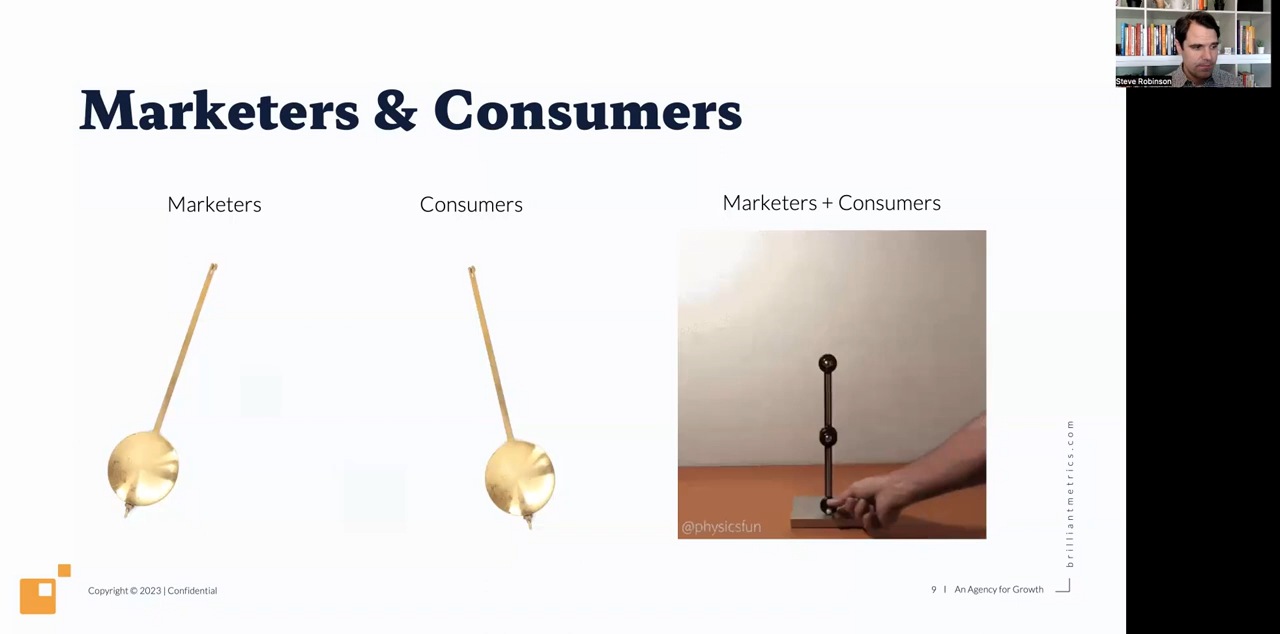 Steve Robinson
Marketers & Consumers
Marketers
Consumers
Marketers + Consumers
@physicsfun
brilliantmetrics.com
Copyright © 2023 | Confidential
9 | An Agency for Growth